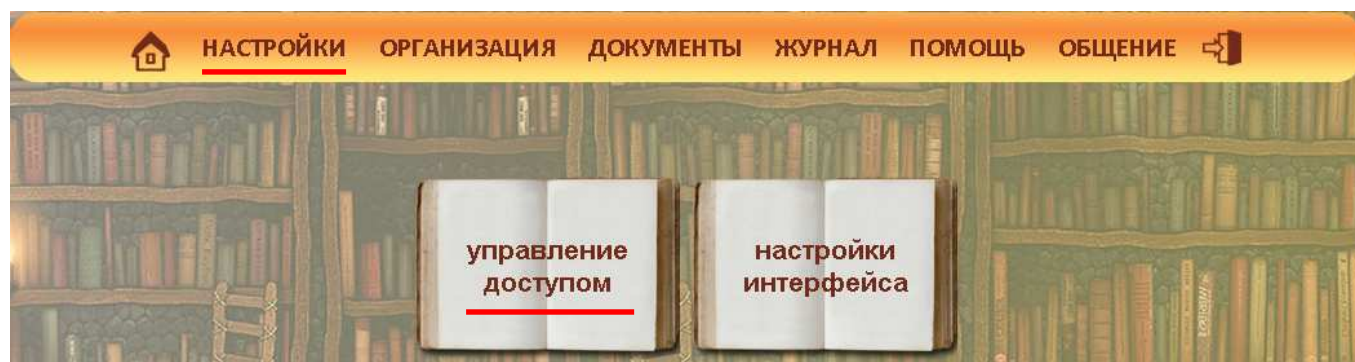 НАСТРОЙКИ ОРГАНИЗАЦИЯ ДОКУМЕНТЫ ЖУРНАЛ ПОМОЩЬ ОБЩЕНИЕ
управление
доступом
настройки
интерфейса